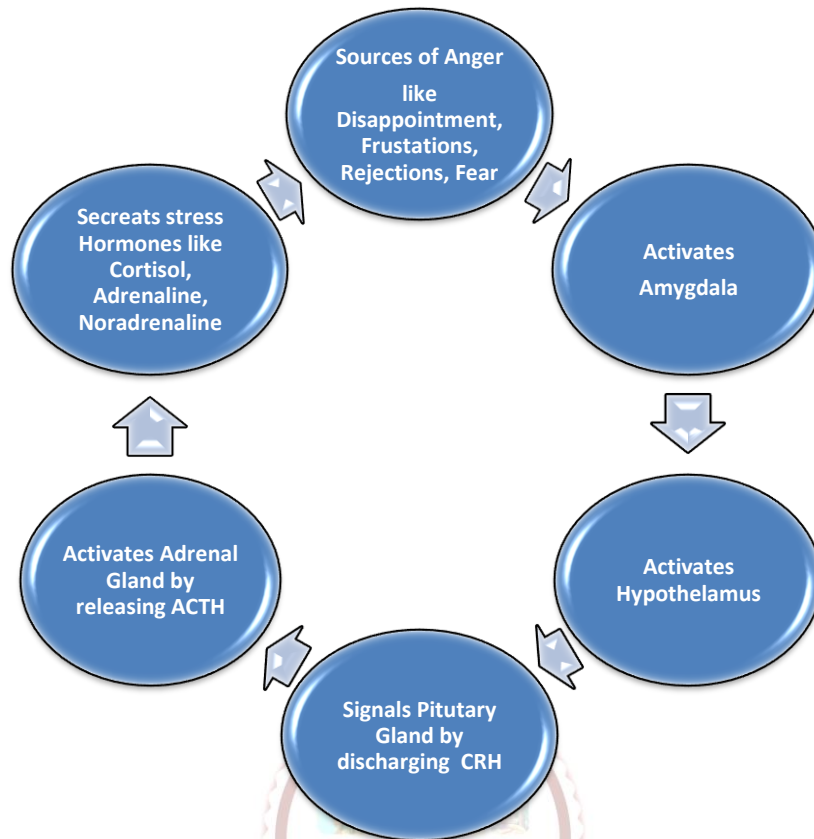 Sources of Anger
like
Disappointment,
Frustations,
Rejections, Fear
Activates
Amygdala
Activates
Hypothelamus
Signals Pitutary
Gland by
discharging CRH
Activates Adrenal
Gland by
releasing ACTH
Secreats stress
Hormones like
Cortisol,
Adrenaline,
Noradrenaline